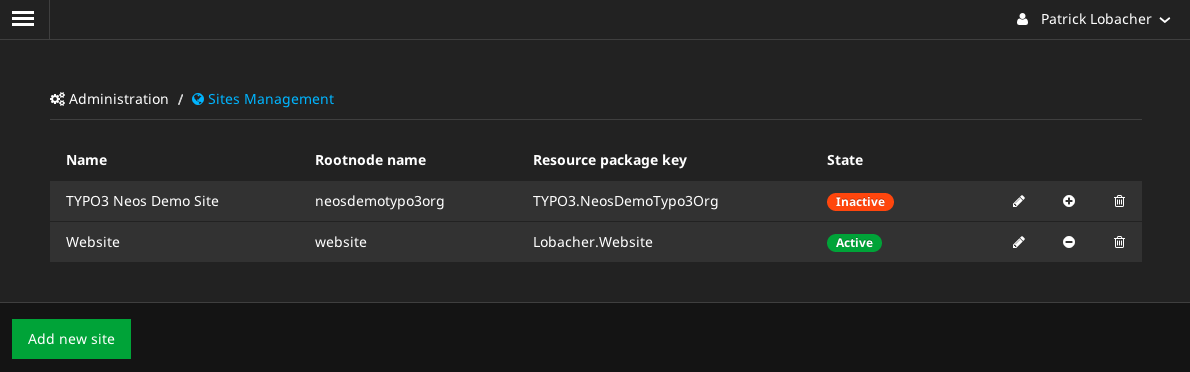 Patrick Lobacher
Administration / Sites Management
Name Rootnode name Resource package key State
TYPO3 Neos Demo Site neosdemotypo3org TYPO3.NeosDemoTypo3Org Inactive
Website website Lobacher.Website Active
Add new site